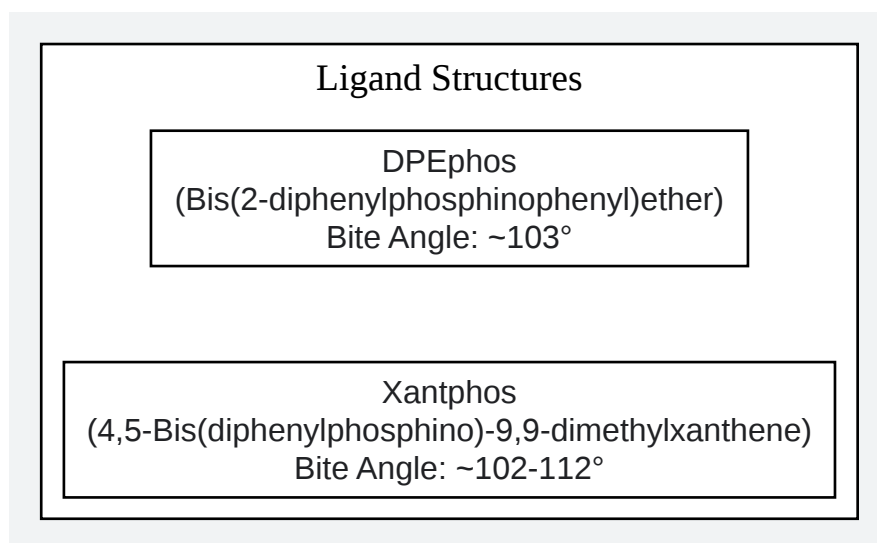 Ligand Structures
DPEphos
(Bis(2-diphenylphosphinophenyl)ether)
Bite Angle: ~103°
Xantphos
(4,5-Bis(diphenylphosphino)-9,9-dimethylxanthene)
Bite Angle: ~102-112°